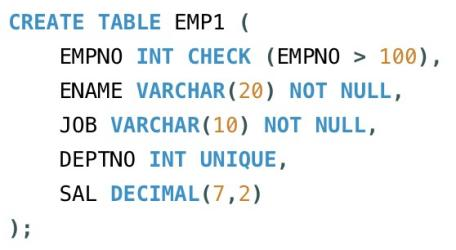 CREATE TABLE EMP1 (
    EMPNO INT CHECK (EMPNO > 100),
    ENAME VARCHAR(20) NOT NULL,
    JOB VARCHAR(10) NOT NULL,
    DEPTNO INT UNIQUE,
    SAL DECIMAL(7,2)
);